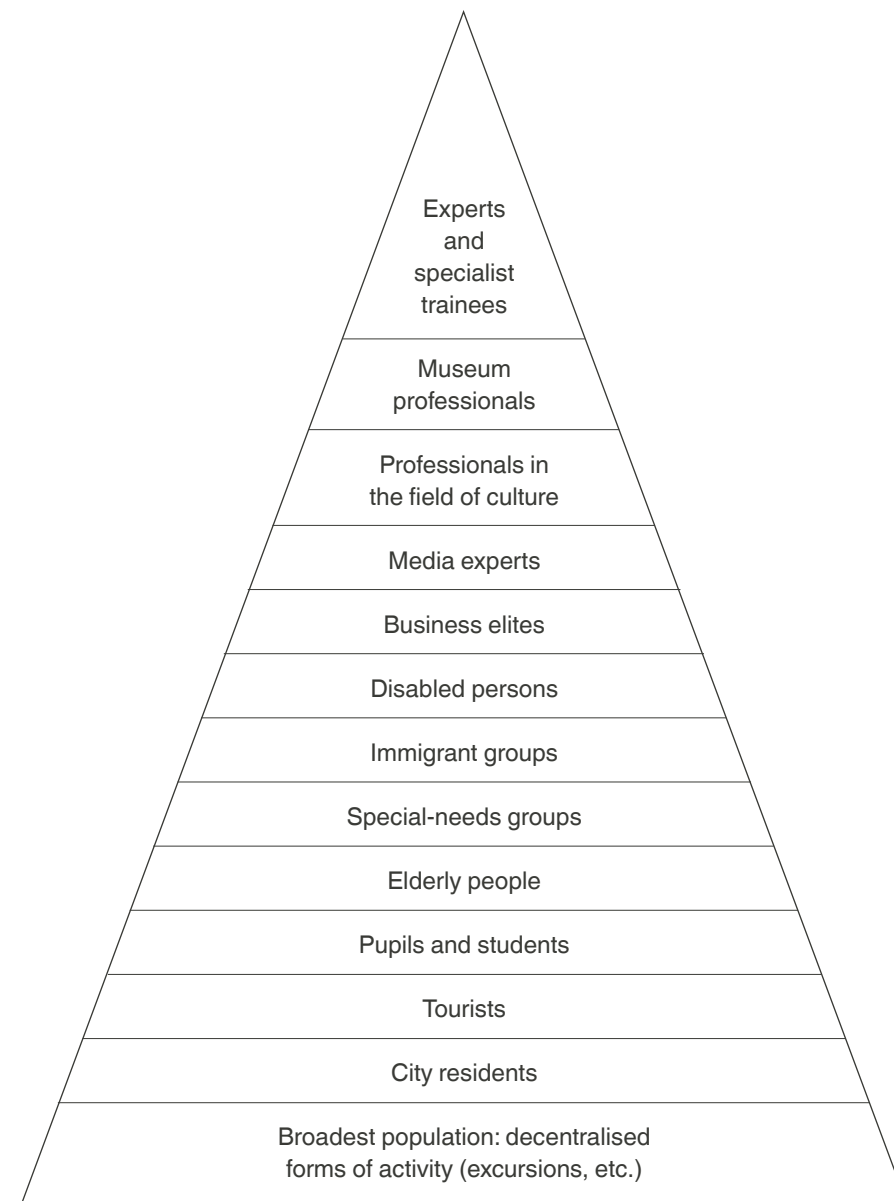 Experts
and
specialist
trainees
Museum
professionals
Professionals in
the field of culture
Media experts
Business elites
Disabled persons
Immigrant groups
Special-needs groups
Elderly people
Pupils and students
Tourists
City residents
Broadest population: decentralised
forms of activity (excursions, etc.)